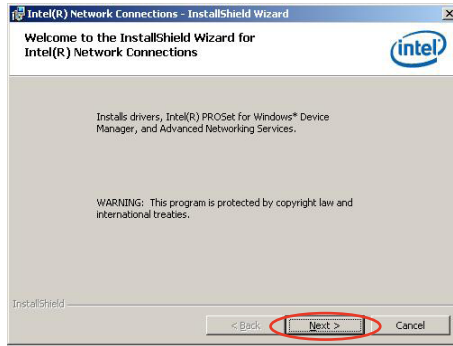 Intel(R) Network Connections - InstallShield Wizard
Welcome to the InstallShield Wizard for
Intel(R) Network Connections
intel
Installs drivers, Intel(R) PROSet for Windows* Device
Manager, and Advanced Networking Services.
WARNING: This program is protected by copyright law and
international treaties.
InstallShield
< Back Next > Cancel